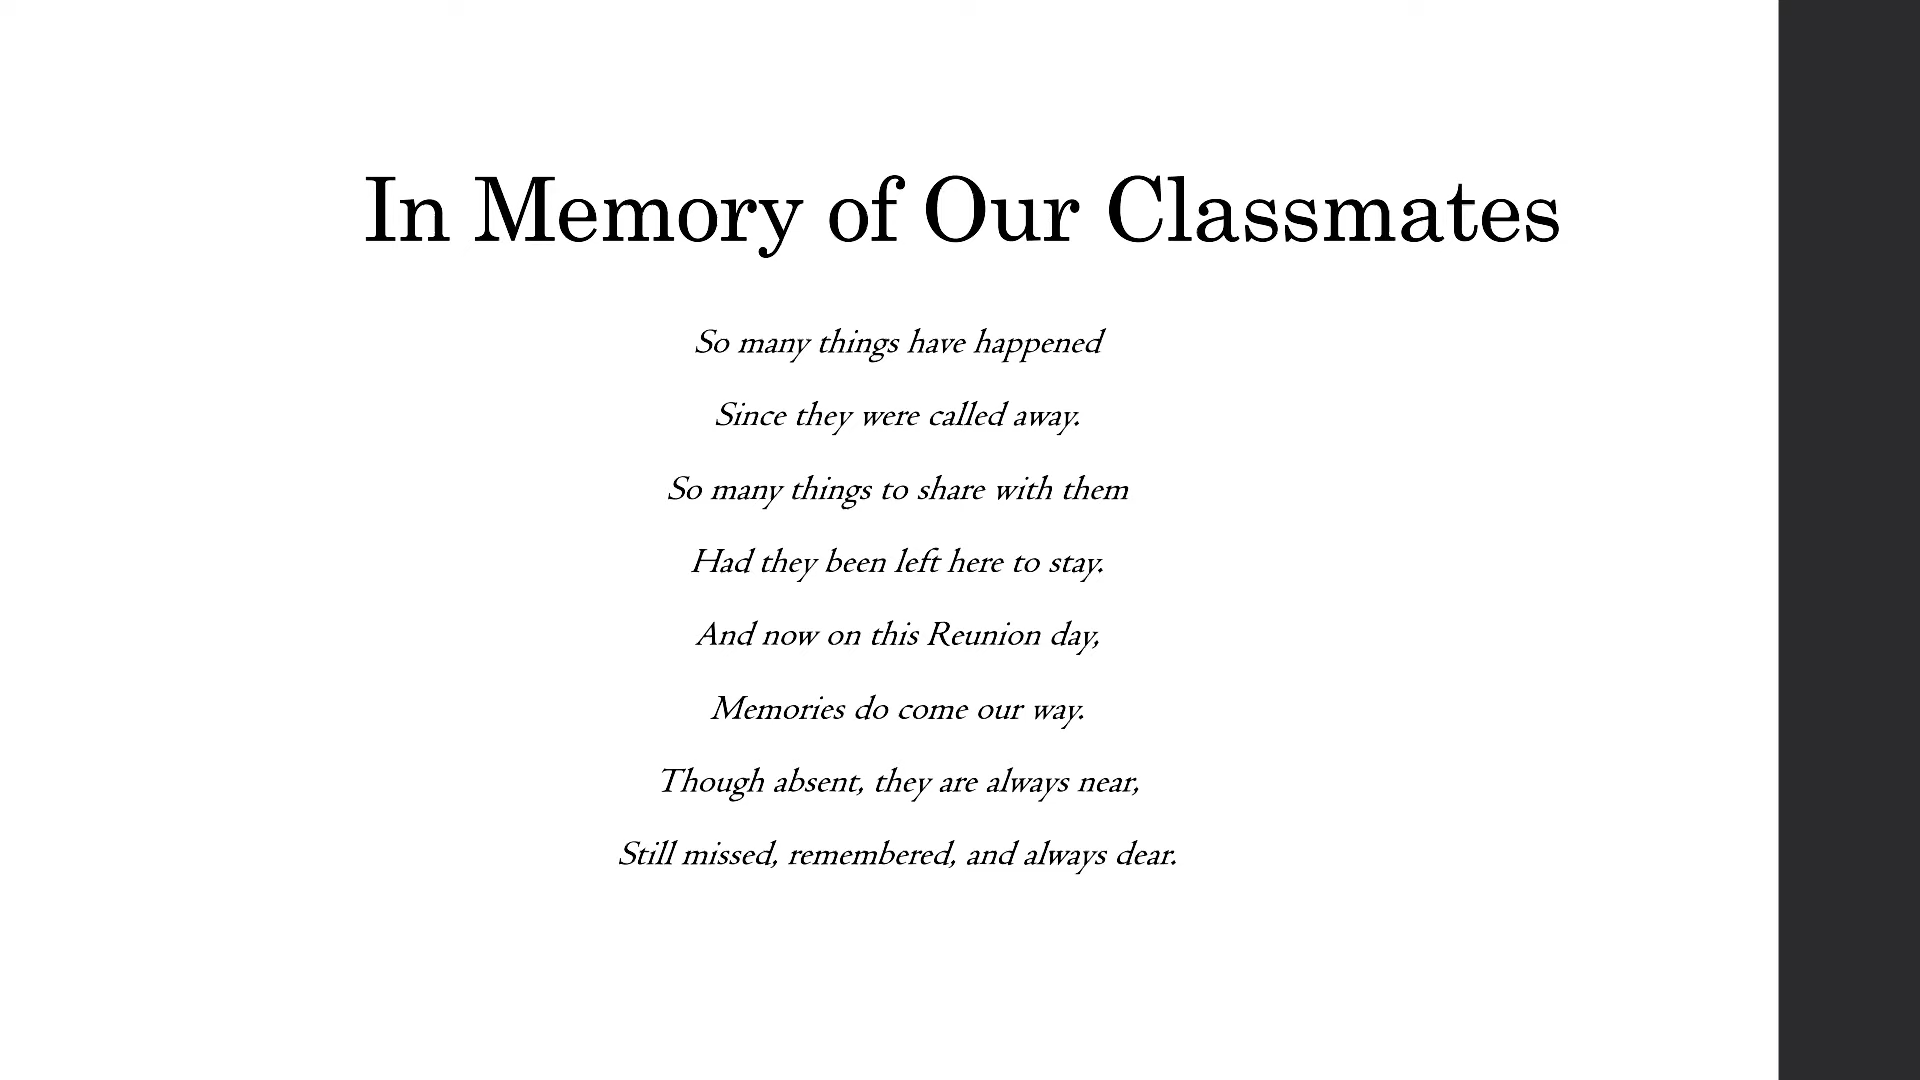 In Memory of Our Classmates
So many things have happened
Since they were called away.
So many things to share with them
Had they been left here to stay.
And now on this Reunion day,
Memories do come our way.
Though absent, they are always near,
Still missed, remembered, and always dear.